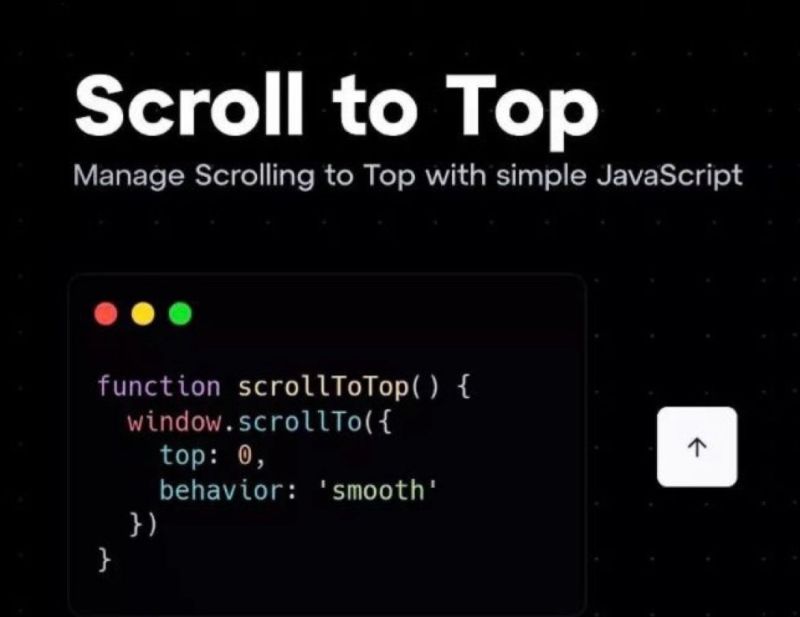 Scroll to Top
Manage Scrolling to Top with simple JavaScript
function scrollToTop() {
  window.scrollTo({
    top: 0,
    behavior: 'smooth'
  })
}
↑